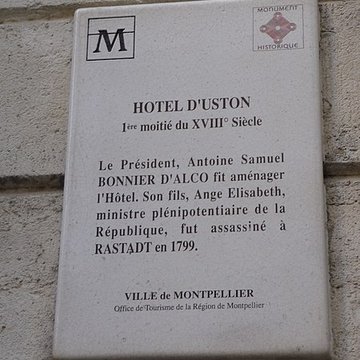 M
MONUMENT
HISTORIQUE
HOTEL D'USTON
1ère moitié du XVIII° Siècle
Le Président, Antoine Samuel
BONNIER D'ALCO fit aménager
l'Hôtel. Son fils, Ange Elisabeth,
ministre plénipotentiaire de la
République, fut assassiné à
RASTADT en 1799.
VILLE de MONTPELLIER
Office de Tourisme de la Région de Montpellier